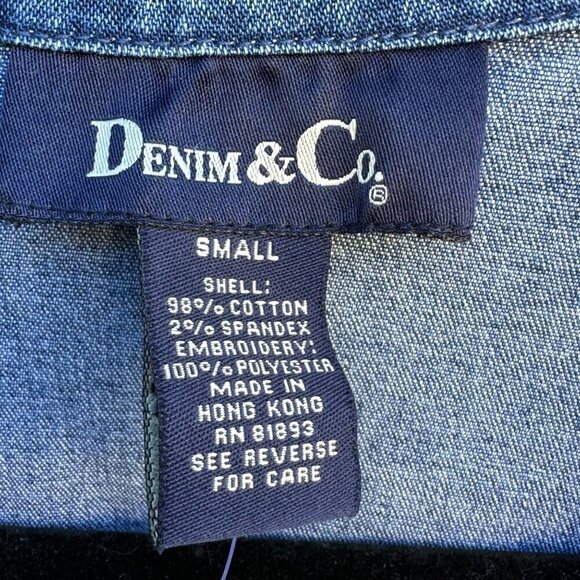 DENIM & CO.®
SMALL
SHELL:
98% COTTON
2% SPANDEX
EMBROIDERY:
100% POLYESTER
MADE IN
HONG KONG
RN 81893
SEE REVERSE
FOR CARE